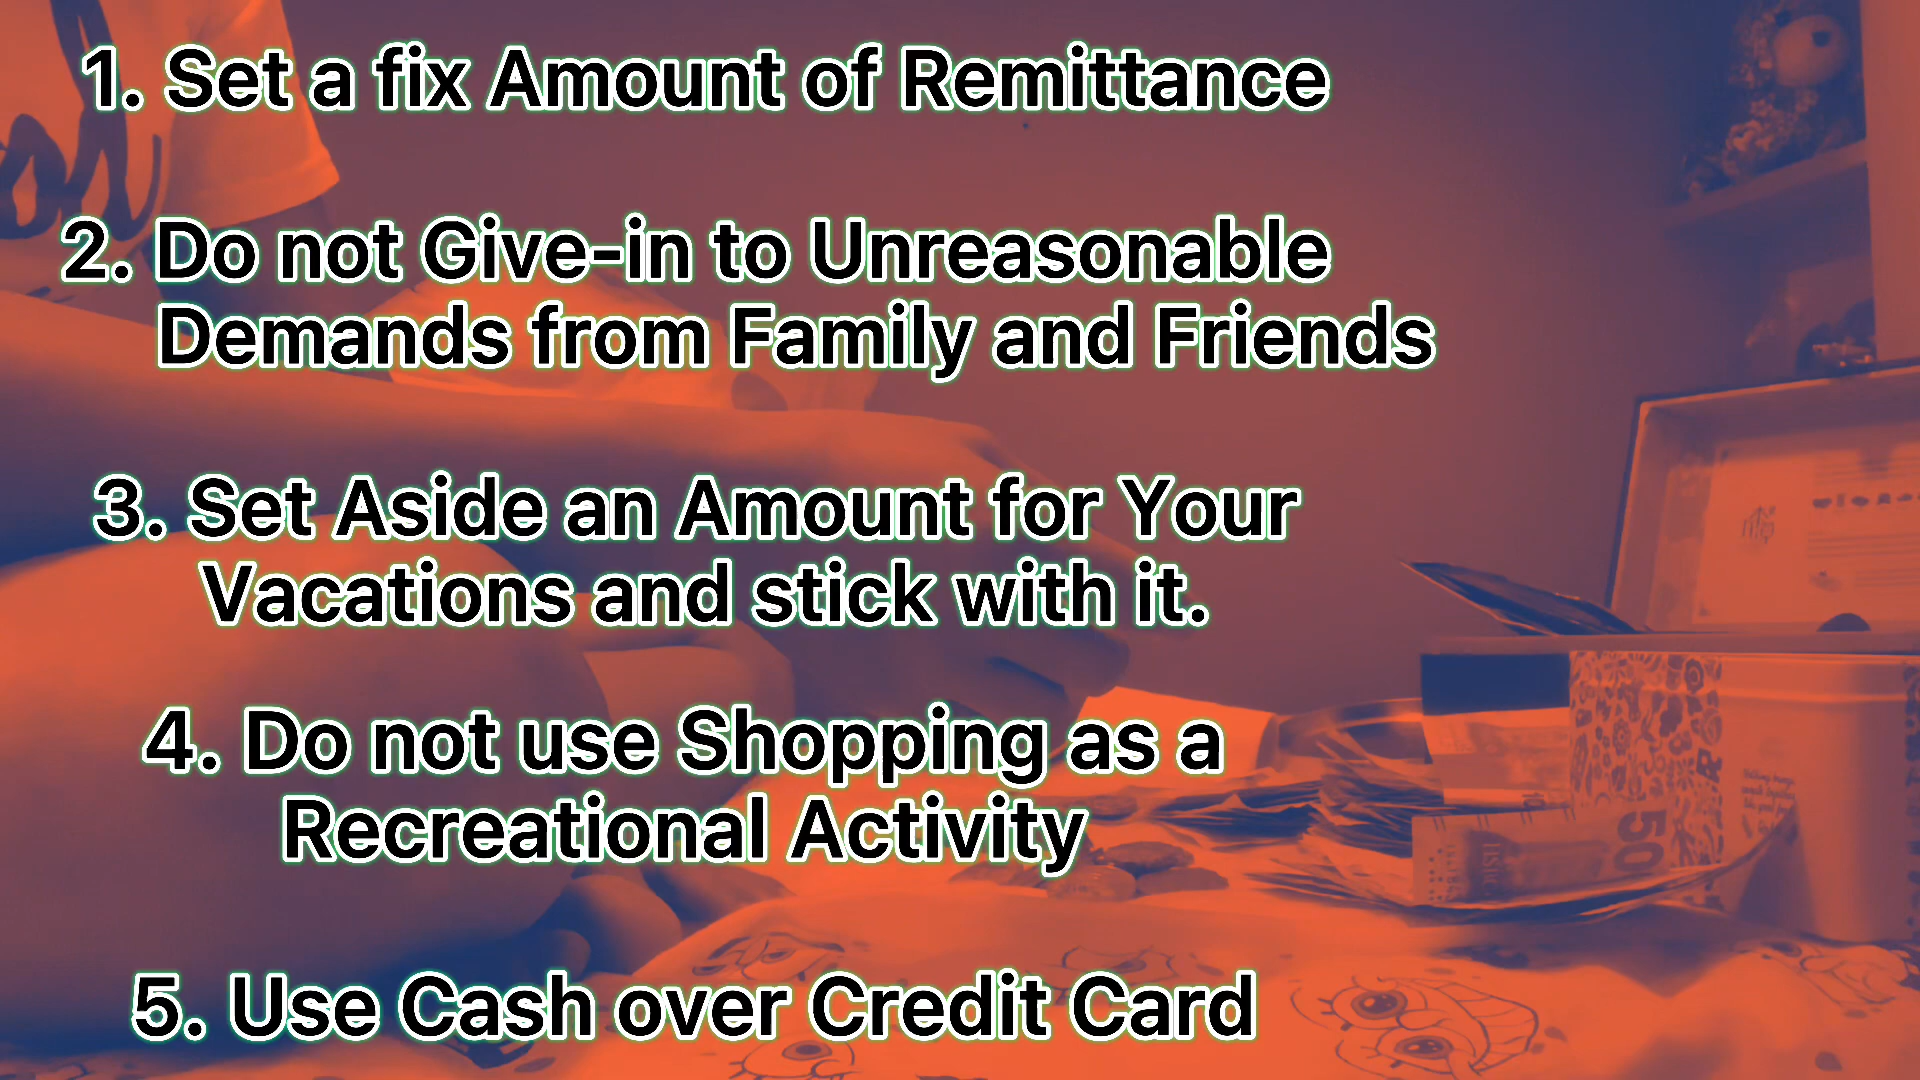 1. Set a fix Amount of Remittance
2. Do not Give-in to Unreasonable
Demands from Family and Friends
3. Set Aside an Amount for Your
Vacations and stick with it.
4. Do not use Shopping as a
Recreational Activity
5. Use Cash over Credit Card
50